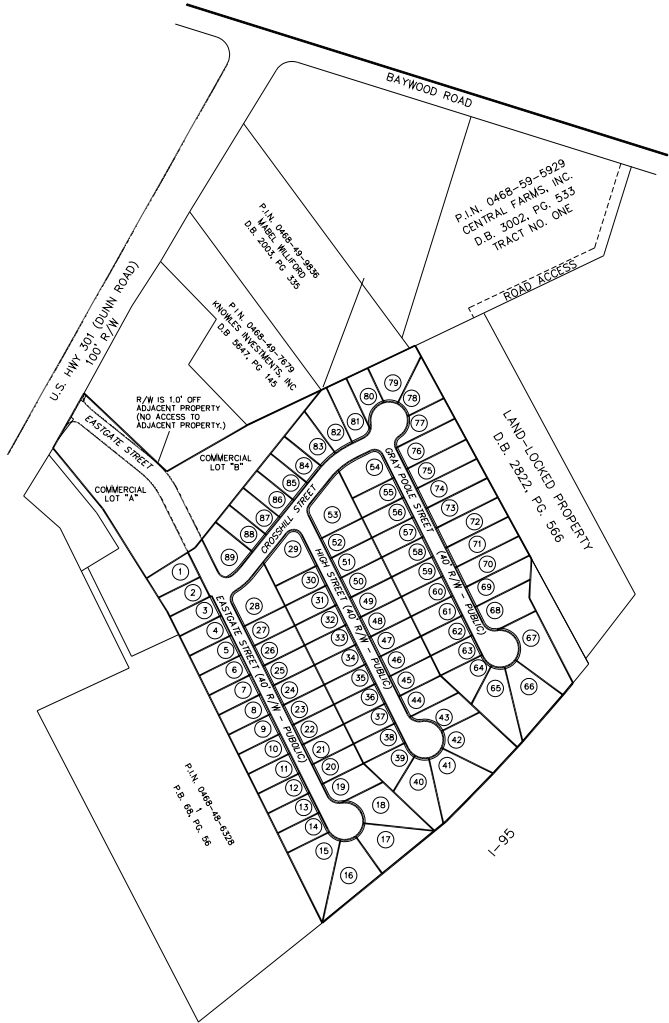 BAYWOOD ROAD
P.I.N. 0468-59-5929
CENTRAL FARMS, INC.
D.B. 3002, PG. 533
TRACT NO. ONE
ROAD ACCESS
P.I.N. 0468-49-9836
MABEL WILLIFORD
D.B. 2003, PG 335
P.I.N. 0468-49-7679
KNOWLES INVESTMENTS, INC
D.B 5647, PG 145
U.S. HWY 301 (DUNN ROAD)
100' R/W
R/W IS 1.0' OFF
ADJACENT PROPERTY
(NO ACCESS TO
ADJACENT PROPERTY.)
EASTGATE STREET
COMMERCIAL
LOT "B"
COMMERCIAL
LOT "A"
LAND-LOCKED PROPERTY
D.B. 2822, PG. 566
CROSSHILL STREET
GRAY POOLE STREET
(40' R/W - PUBLIC)
HIGH STREET (40' R/W - PUBLIC)
EASTGATE STREET (40' R/W - PUBOLIC)
P.I.N. 0468-48-6328
1
P.B. 68, PG. 56
I-95
1
2
3
4
5
6
7
8
9
10
11
12
13
14
15
16
17
18
19
20
21
22
23
24
25
26
27
28
29
30
31
32
33
34
35
36
37
38
39
40
41
42
43
44
45
46
47
48
49
50
51
52
53
54
55
56
57
58
59
60
61
62
63
64
65
66
67
68
69
70
71
72
73
74
75
76
77
78
79
80
81
82
83
84
85
86
87
88
89